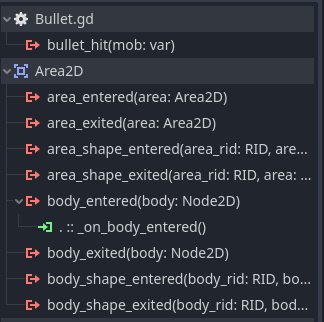 Bullet.gd
bullet_hit(mob: var)
Area2D
area_entered(area: Area2D)
area_exited(area: Area2D)
area_shape_entered(area_rid: RID, are...
area_shape_exited(area_rid: RID, area: ...
body_entered(body: Node2D)
. :: _on_body_entered()
body_exited(body: Node2D)
body_shape_entered(body_rid: RID, bo...
body_shape_exited(body_rid: RID, bod...